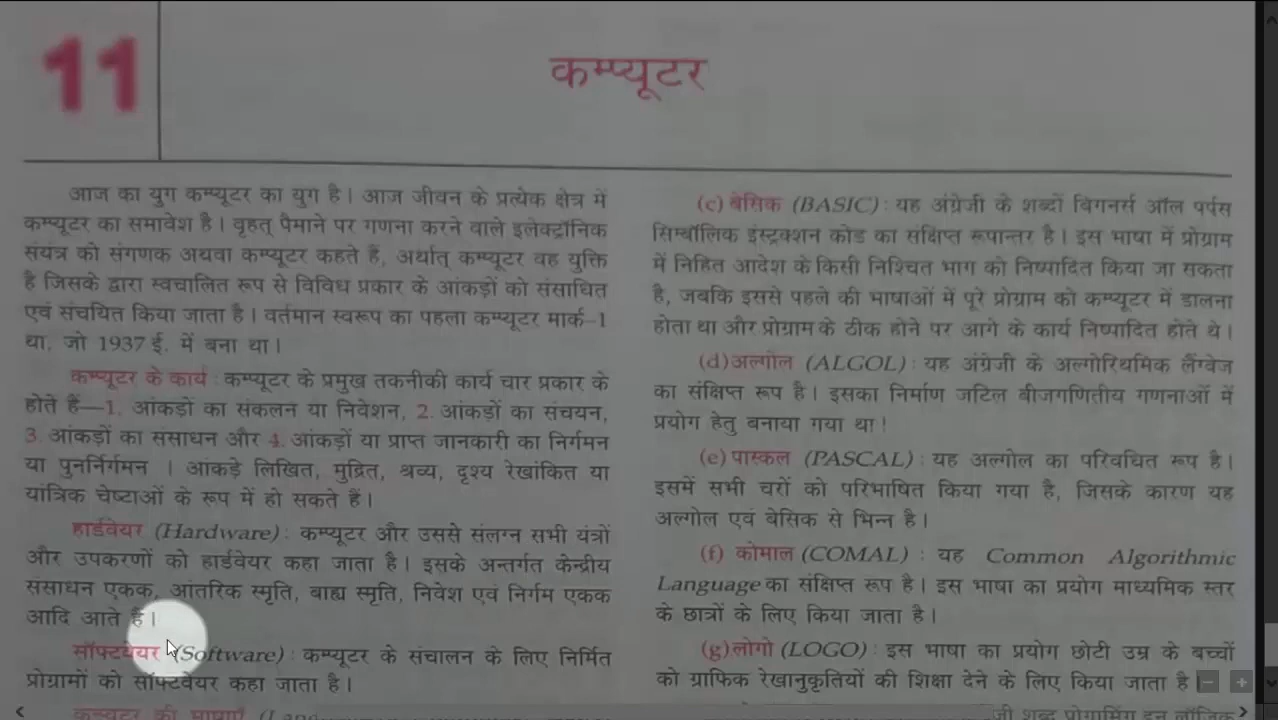 11
कम्प्यूटर
आज का युग कम्प्यूटर का युग है। आज जीवन के प्रत्येक क्षेत्र में
कम्प्यूटर का समावेश है। वृहत् पैमाने पर गणना करने वाले इलेक्ट्रॉनिक
संयंत्र को संगणक अथवा कम्प्यूटर कहते हैं, अर्थात् कम्प्यूटर वह युक्ति
है जिसके द्वारा स्वचालित रूप से विविध प्रकार के आंकड़ों को संसाधित
एवं संचयित किया जाता है। वर्तमान स्वरूप का पहला कम्प्यूटर मार्क–1
था, जो 1937 ई. में बना था।
कम्प्यूटर के कार्य : कम्प्यूटर के प्रमुख तकनीकी कार्य चार प्रकार के
होते हैं—1. आंकड़ों का संकलन या निवेशन, 2. आंकड़ों का संचयन,
3. आंकड़ों का संसाधन और 4. आंकड़ों या प्राप्त जानकारी का निर्गमन
या पुनर्निर्गमन । आंकड़े लिखित, मुद्रित, श्रव्य, दृश्य रेखांकित या
यांत्रिक चेष्टाओं के रूप में हो सकते हैं।
हार्डवेयर (Hardware) : कम्प्यूटर और उससे संलग्न सभी यंत्रों
और उपकरणों को हार्डवेयर कहा जाता है। इसके अन्तर्गत केन्द्रीय
संसाधन एकक, आंतरिक स्मृति, बाह्य स्मृति, निवेश एवं निर्गम एकक
आदि आते हैं।
सॉफ्टवेयर (Software) : कम्प्यूटर के संचालन के लिए निर्मित
प्रोग्रामों को सॉफ्टवेयर कहा जाता है।
कम्प्यूटर की भाषाएँ
(c) बेसिक (BASIC) : यह अंग्रेजी के शब्दों बिगनर्स ऑल पर्पस
सिम्बॉलिक इंस्ट्रक्शन कोड का संक्षिप्त रूपान्तर है। इस भाषा में प्रोग्राम
में निहित आदेश के किसी निश्चित भाग को निष्पादित किया जा सकता
है, जबकि इससे पहले की भाषाओं में पूरे प्रोग्राम को कम्प्यूटर में डालना
होता था और प्रोग्राम के ठीक होने पर आगे के कार्य निष्पादित होते थे।
(d) अल्गोल (ALGOL) : यह अंग्रेजी के अल्गोरिथमिक लैंग्वेज
का संक्षिप्त रूप है। इसका निर्माण जटिल बीजगणितीय गणनाओं में
प्रयोग हेतु बनाया गया था!
(e) पास्कल (PASCAL) : यह अल्गोल का परिवधित रूप है।
इसमें सभी चरों को परिभाषित किया गया है, जिसके कारण यह
अल्गोल एवं बेसिक से भिन्न है।
(f) कोमाल (COMAL) : यह Common Algorithmic
Language का संक्षिप्त रूप है। इस भाषा का प्रयोग माध्यमिक स्तर
के छात्रों के लिए किया जाता है।
(g) लोगो (LOGO) : इस भाषा का प्रयोग छोटी उम्र के बच्चों
को ग्राफिक रेखानुकृतियों की शिक्षा देने के लिए किया जाता है